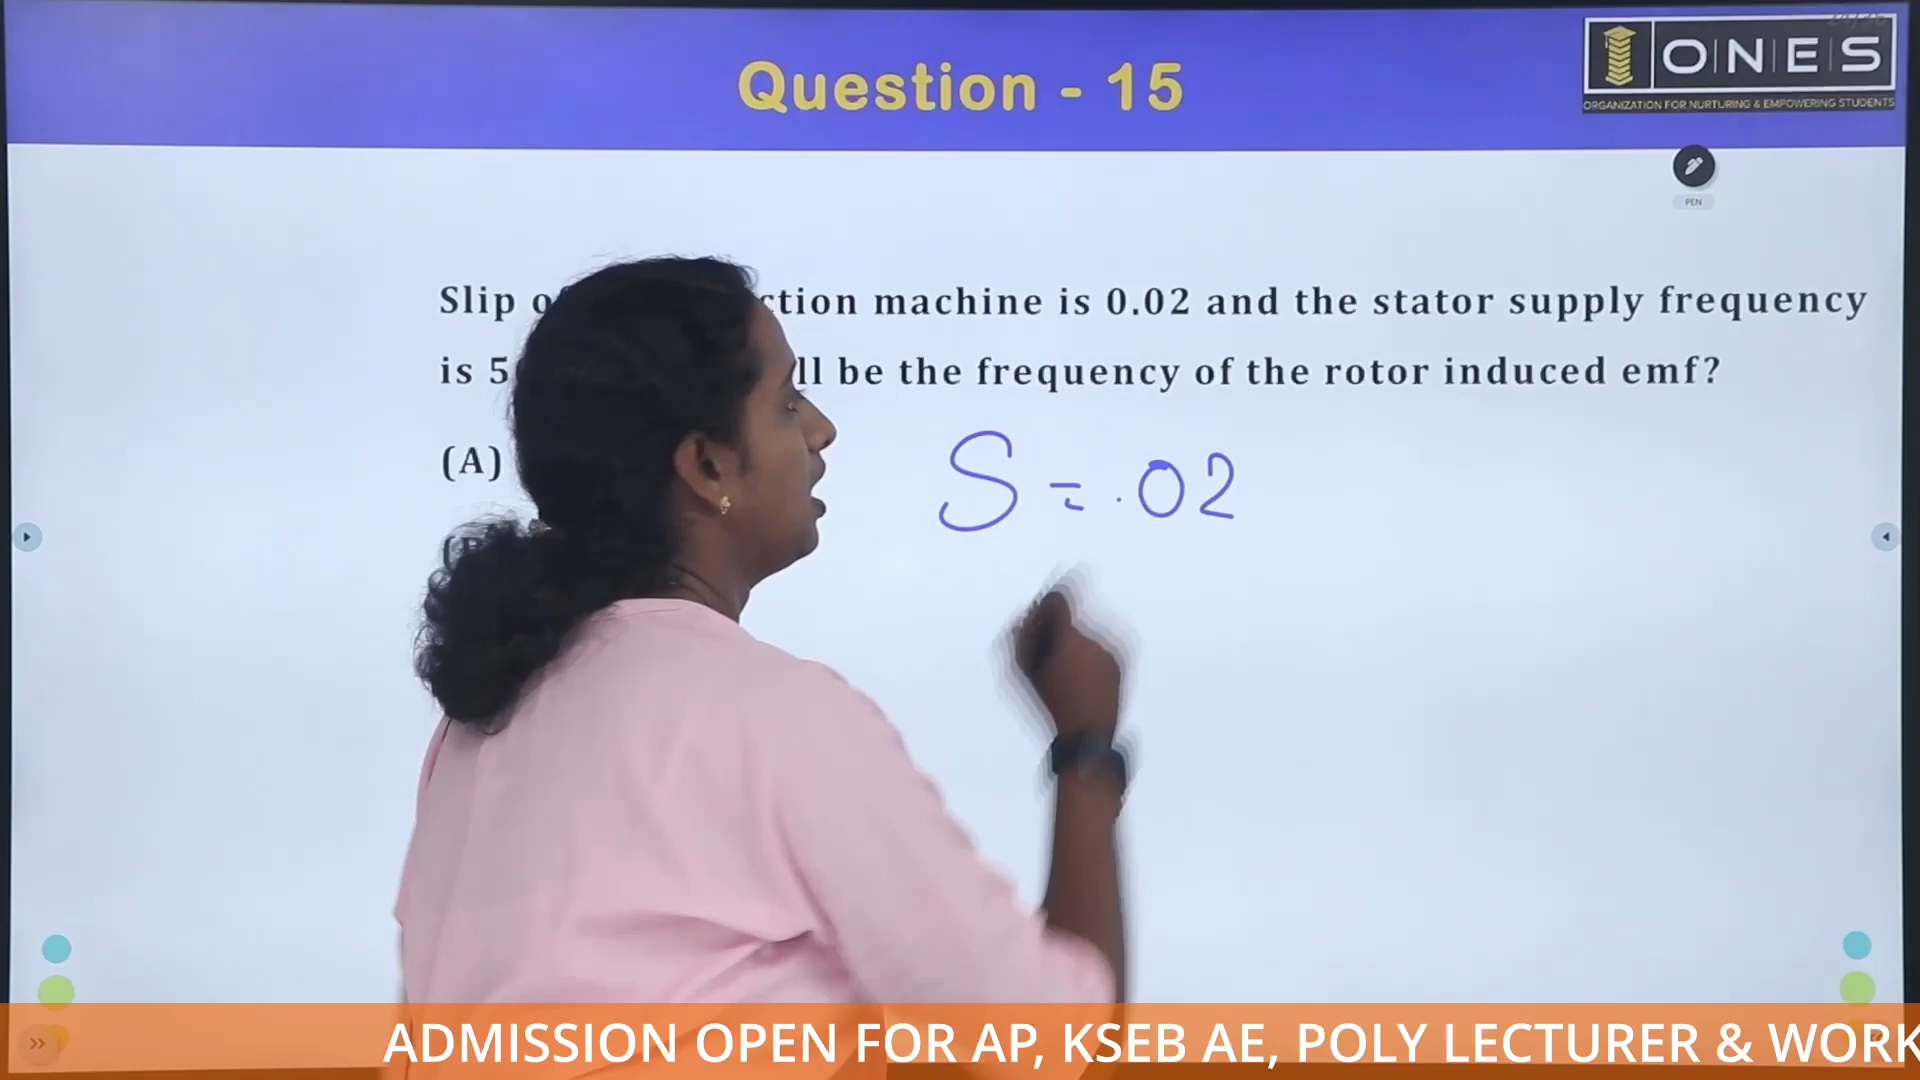 Question - 15
ONES
ORGANIZATION FOR NURTURING & EMPOWERING STUDENTS
PEN
Slip ction machine is 0.02 and the stator supply frequency
is 5 ll be the frequency of the rotor induced emf?
(A)
S = .02
ADMISSION OPEN FOR AP, KSEB AE, POLY LECTURER & WORK